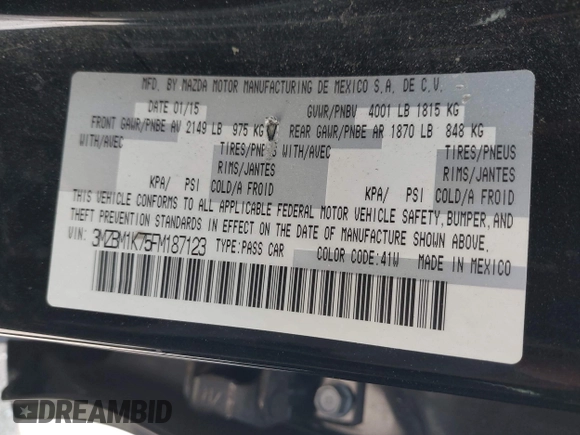 MFD. BY MAZDA MOTOR MANUFACTURING DE MEXICO S.A. DE C.V.
DATE 01/15 GVWR/PNBV 4001 LB 1815 KG
FRONT GAWR/PNBE AV 2149 LB 975 KG REAR GAWR/PNBE AR 1870 LB 848 KG
WITH/AVEC TIRES/PNEUS WITH/AVEC TIRES/PNEUS
RIMS/JANTES RIMS/JANTES
KPA/ PSI COLD/A FROID KPA/ PSI COLD/A FROID
THIS VEHICLE CONFORMS TO ALL APPLICABLE FEDERAL MOTOR VEHICLE SAFETY, BUMPER, AND
THEFT PREVENTION STANDARDS IN EFFECT ON THE DATE OF MANUFACTURE SHOWN ABOVE.
VIN: 3MZBM1K75FM187123 TYPE:PASS CAR
COLOR CODE:41W MADE IN MEXICO
DREAMBID